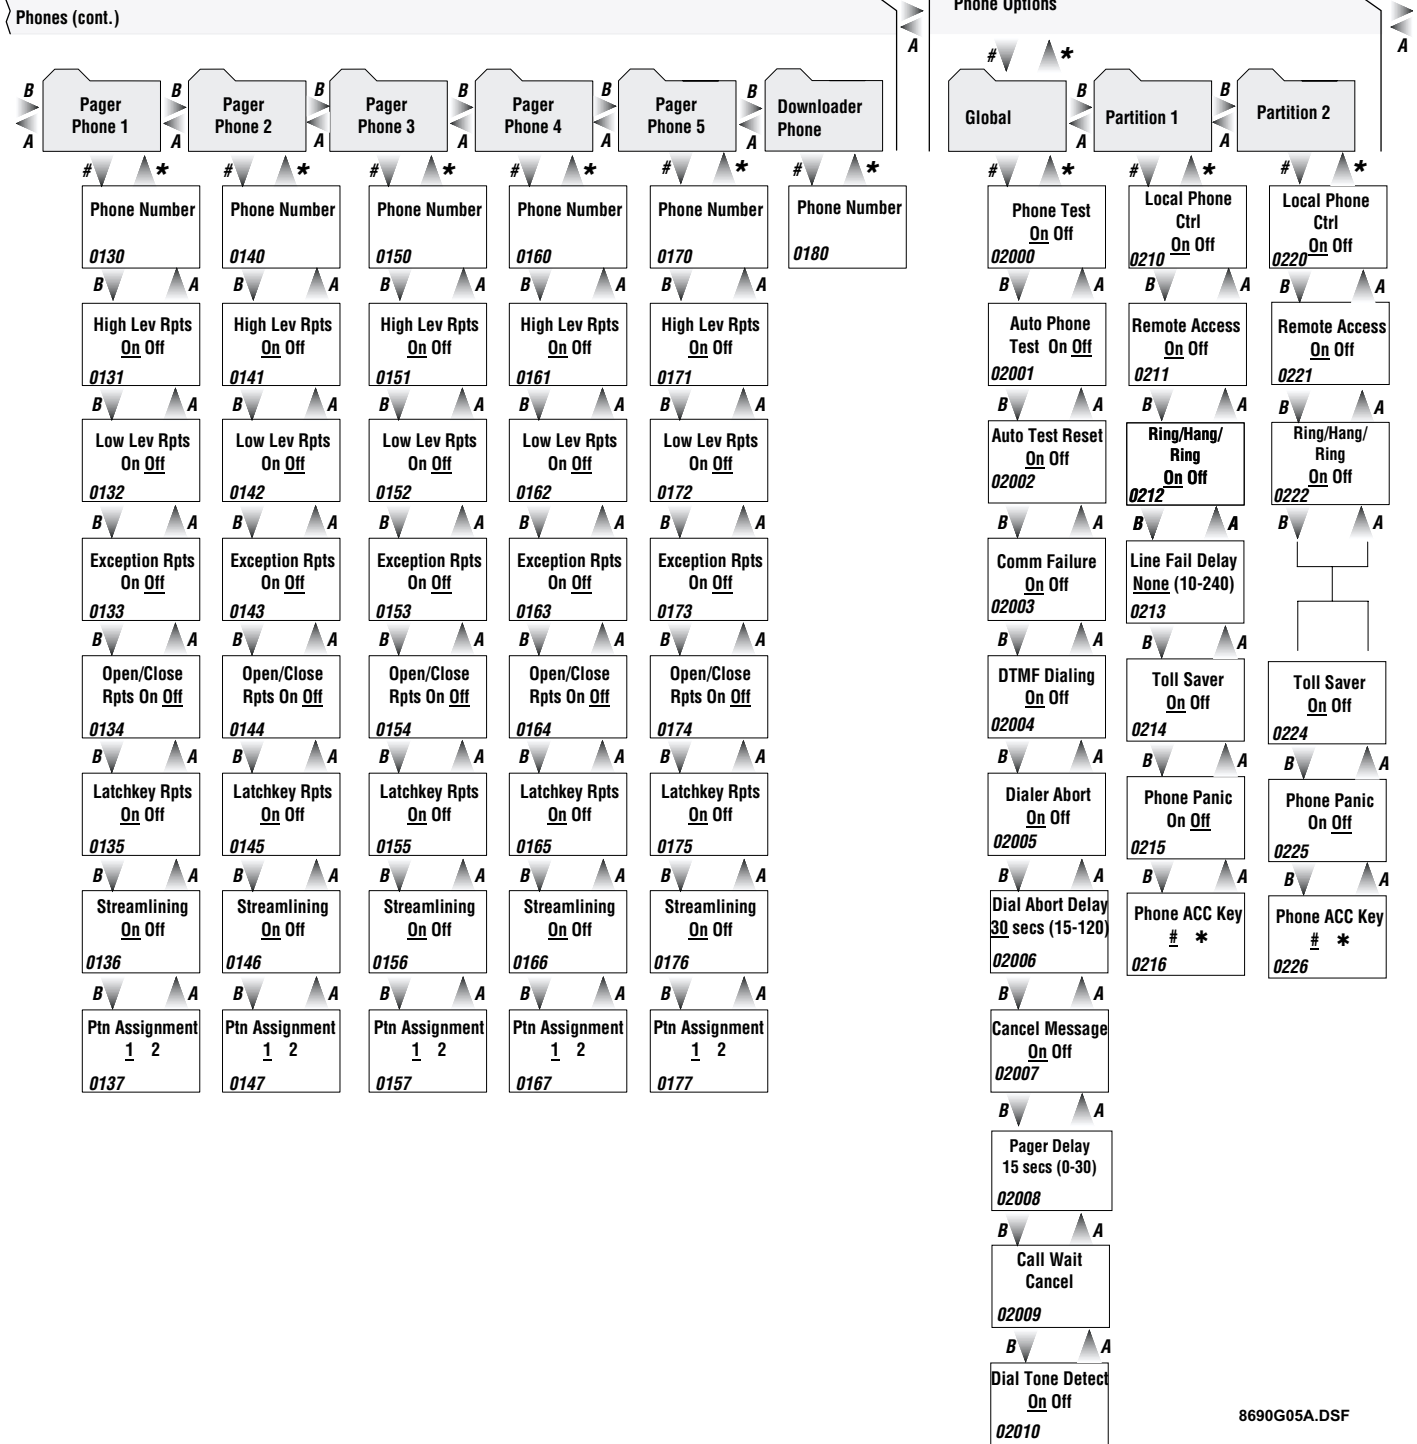 Phones (cont.)
Phone Options
A
A
# *
B B B B B B
Pager Phone 1
Pager Phone 2
Pager Phone 3
Pager Phone 4
Pager Phone 5
Downloader Phone
A A A A A A
Global
B
A
Partition 1
B
A
Partition 2
# * # * # * # * # * # *
# * # * # *
Phone Number
0130
B A
High Lev Rpts
On Off
0131
B A
Low Lev Rpts
On Off
0132
B A
Exception Rpts
On Off
0133
B A
Open/Close
Rpts On Off
0134
B A
Latchkey Rpts
On Off
0135
B A
Streamlining
On Off
0136
B A
Ptn Assignment
1 2
0137
Phone Number
0140
B A
High Lev Rpts
On Off
0141
B A
Low Lev Rpts
On Off
0142
B A
Exception Rpts
On Off
0143
B A
Open/Close
Rpts On Off
0144
B A
Latchkey Rpts
On Off
0145
B A
Streamlining
On Off
0146
B A
Ptn Assignment
1 2
0147
Phone Number
0150
B A
High Lev Rpts
On Off
0151
B A
Low Lev Rpts
On Off
0152
B A
Exception Rpts
On Off
0153
B A
Open/Close
Rpts On Off
0154
B A
Latchkey Rpts
On Off
0155
B A
Streamlining
On Off
0156
B A
Ptn Assignment
1 2
0157
Phone Number
0160
B A
High Lev Rpts
On Off
0161
B A
Low Lev Rpts
On Off
0162
B A
Exception Rpts
On Off
0163
B A
Open/Close
Rpts On Off
0164
B A
Latchkey Rpts
On Off
0165
B A
Streamlining
On Off
0166
B A
Ptn Assignment
1 2
0167
Phone Number
0170
B A
High Lev Rpts
On Off
0171
B A
Low Lev Rpts
On Off
0172
B A
Exception Rpts
On Off
0173
B A
Open/Close
Rpts On Off
0174
B A
Latchkey Rpts
On Off
0175
B A
Streamlining
On Off
0176
B A
Ptn Assignment
1 2
0177
Phone Number
0180
Phone Test
On Off
02000
B A
Auto Phone
Test On Off
02001
B A
Auto Test Reset
On Off
02002
B A
Comm Failure
On Off
02003
B A
DTMF Dialing
On Off
02004
B A
Dialer Abort
On Off
02005
B A
Dial Abort Delay
30 secs (15-120)
02006
B A
Cancel Message
On Off
02007
B A
Pager Delay
15 secs (0-30)
02008
B A
Call Wait
Cancel
02009
B A
Dial Tone Detect
On Off
02010
Local Phone
Ctrl
On Off
0210
B A
Remote Access
On Off
0211
B A
Ring/Hang/
Ring
On Off
0212
B A
Line Fail Delay
None (10-240)
0213
B A
Toll Saver
On Off
0214
B A
Phone Panic
On Off
0215
B A
Phone ACC Key
# *
0216
Local Phone
Ctrl
On Off
0220
B A
Remote Access
On Off
0221
B A
Ring/Hang/
Ring
On Off
0222
B A
Toll Saver
On Off
0224
B A
Phone Panic
On Off
0225
B A
Phone ACC Key
# *
0226
8690G05A.DSF